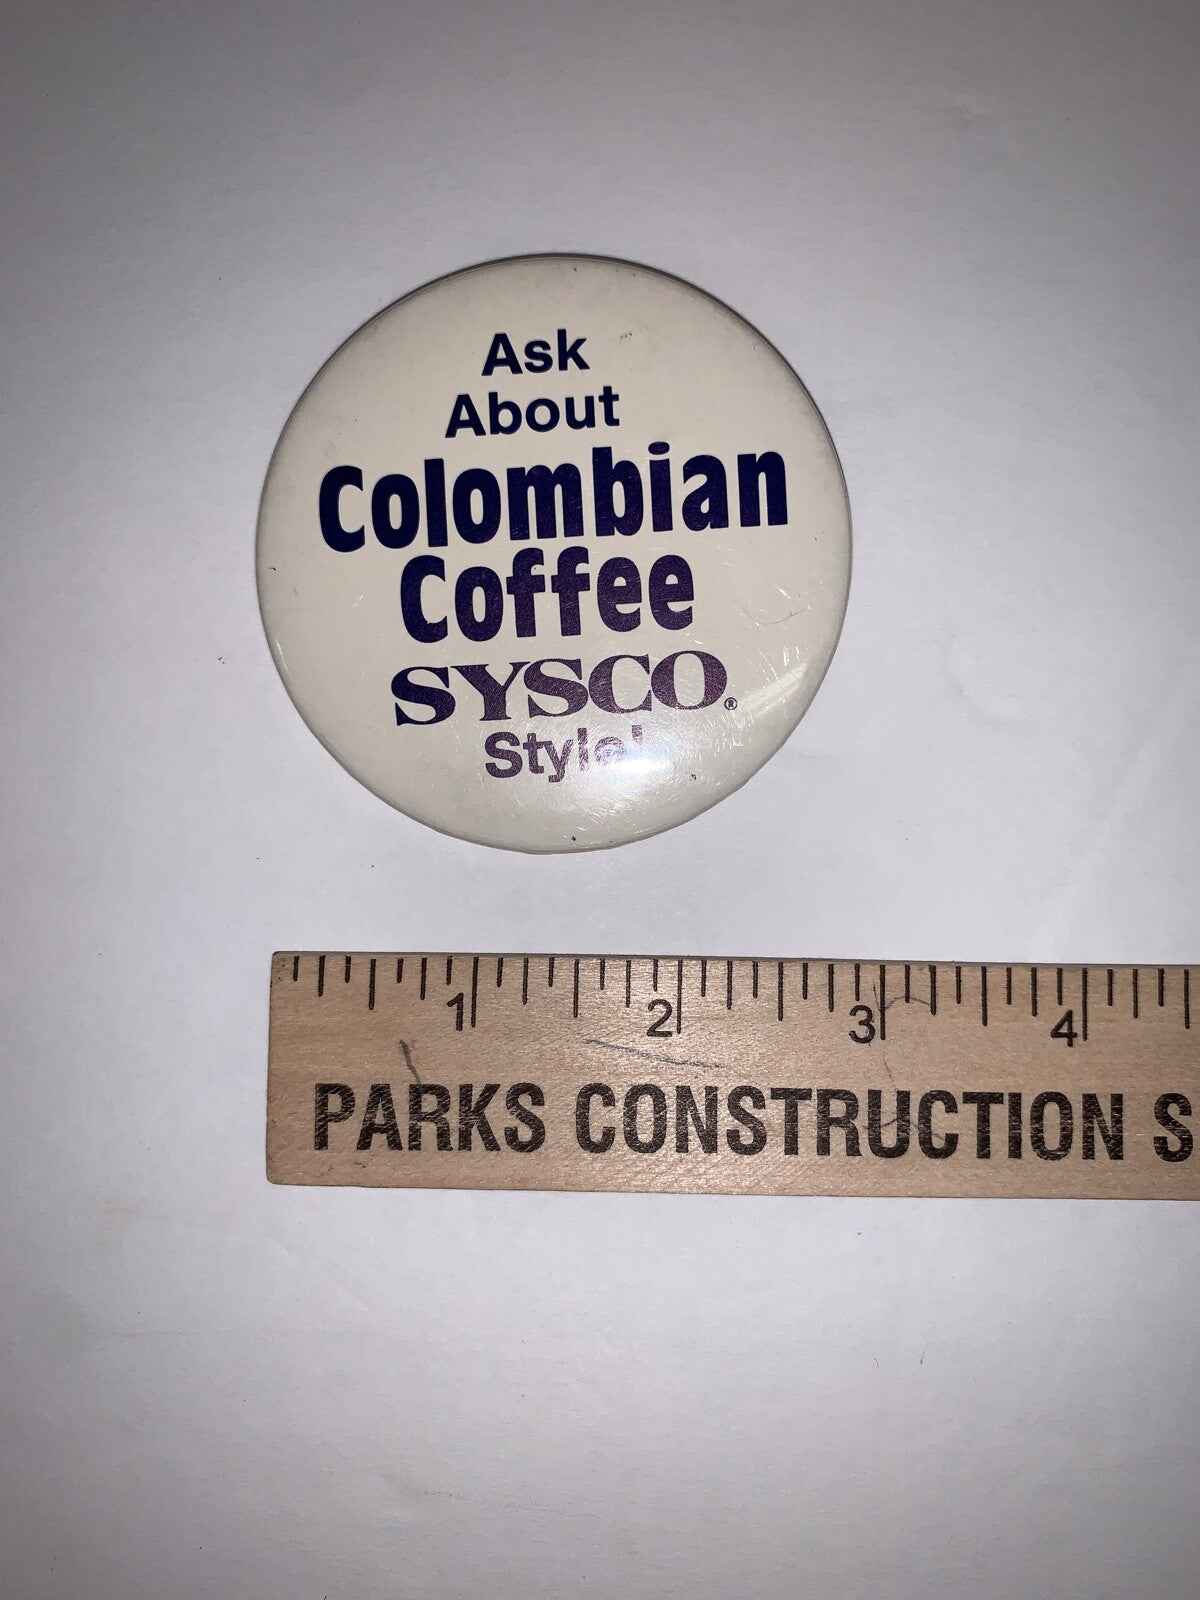 Ask
About
Colombian
Coffee
SYSCO®
Style!
1 2 3 4
PARKS CONSTRUCTION S